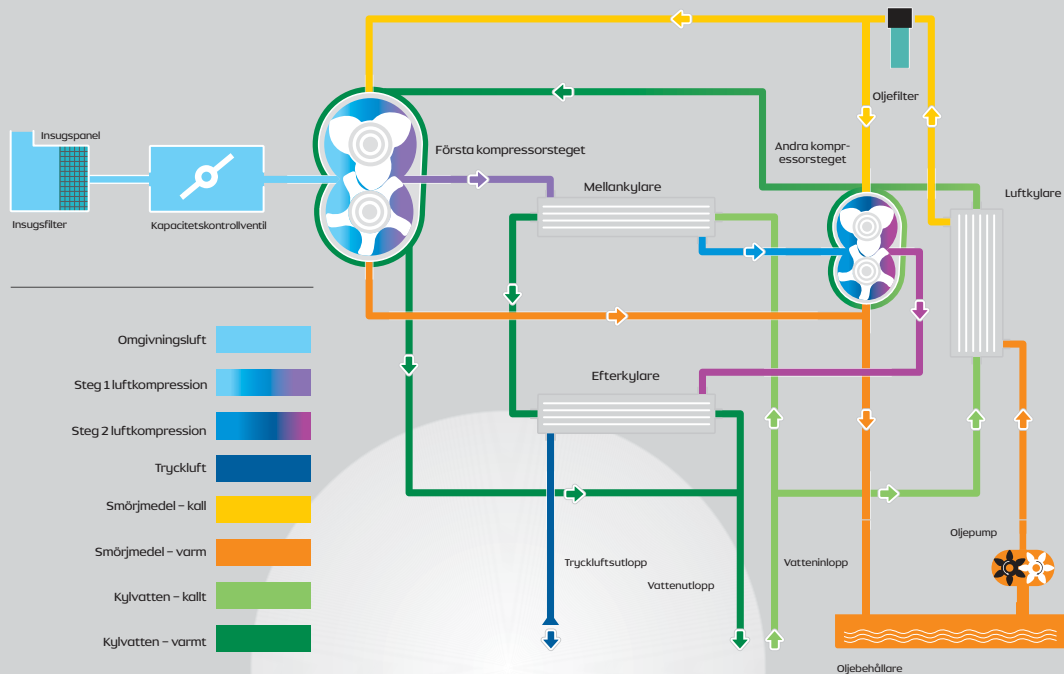 Oljefilter
Insugspanel
Första kompressorsteget
Andra kompr-
essorsteget
Mellankylare
Luftkylare
Insugsfilter
Kapacitetskontrollventil
Omgivningsluft
Steg 1 luftkompression
Steg 2 luftkompression
Tryckluft
Smörjmedel – kall
Smörjmedel – varm
Kylvatten – kallt
Kylvatten – varmt
Efterkylare
Tryckluftsutlopp
Vattenutlopp
Vatteninlopp
Oljepump
Oljebehållare